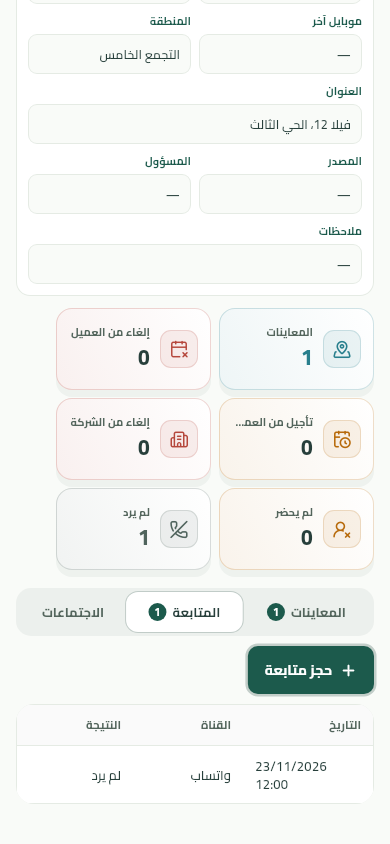 موبايل آخر
المنطقة
—
التجمع الخامس
العنوان
فيلا 12، الحي الثالث
المصدر
المسؤول
—
—
ملاحظات
—
المعاينات
1
إلغاء من العميل
0
تأجيل من العمـ...
0
إلغاء من الشركة
0
لم يحضر
0
لم يرد
1
المعاينات 1
المتابعة 1
الاجتماعات
+ حجز متابعة
التاريخ
القناة
النتيجة
23/11/2026
12:00
واتساب
لم يرد